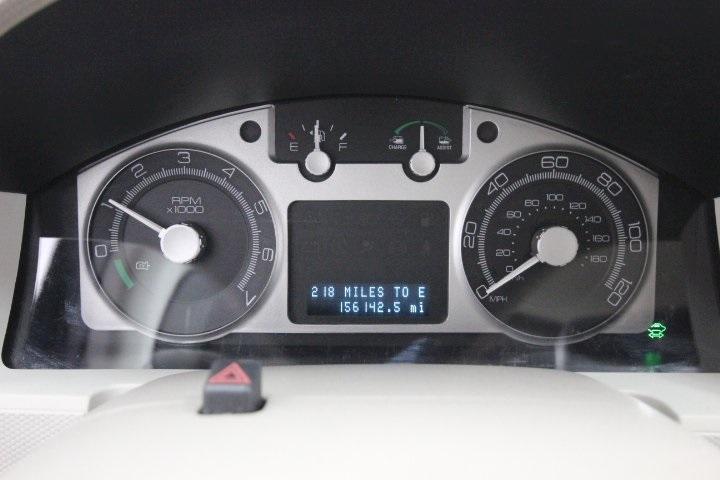 E F
CHARGE ASSIST
0 1 2 3 4 5 6 7
RPM
x1000
218 MILES TO E
156142.5 mi
0 20 40 60 80 100 120
0 20 40 60 80 100 120 140 160 180
MPH